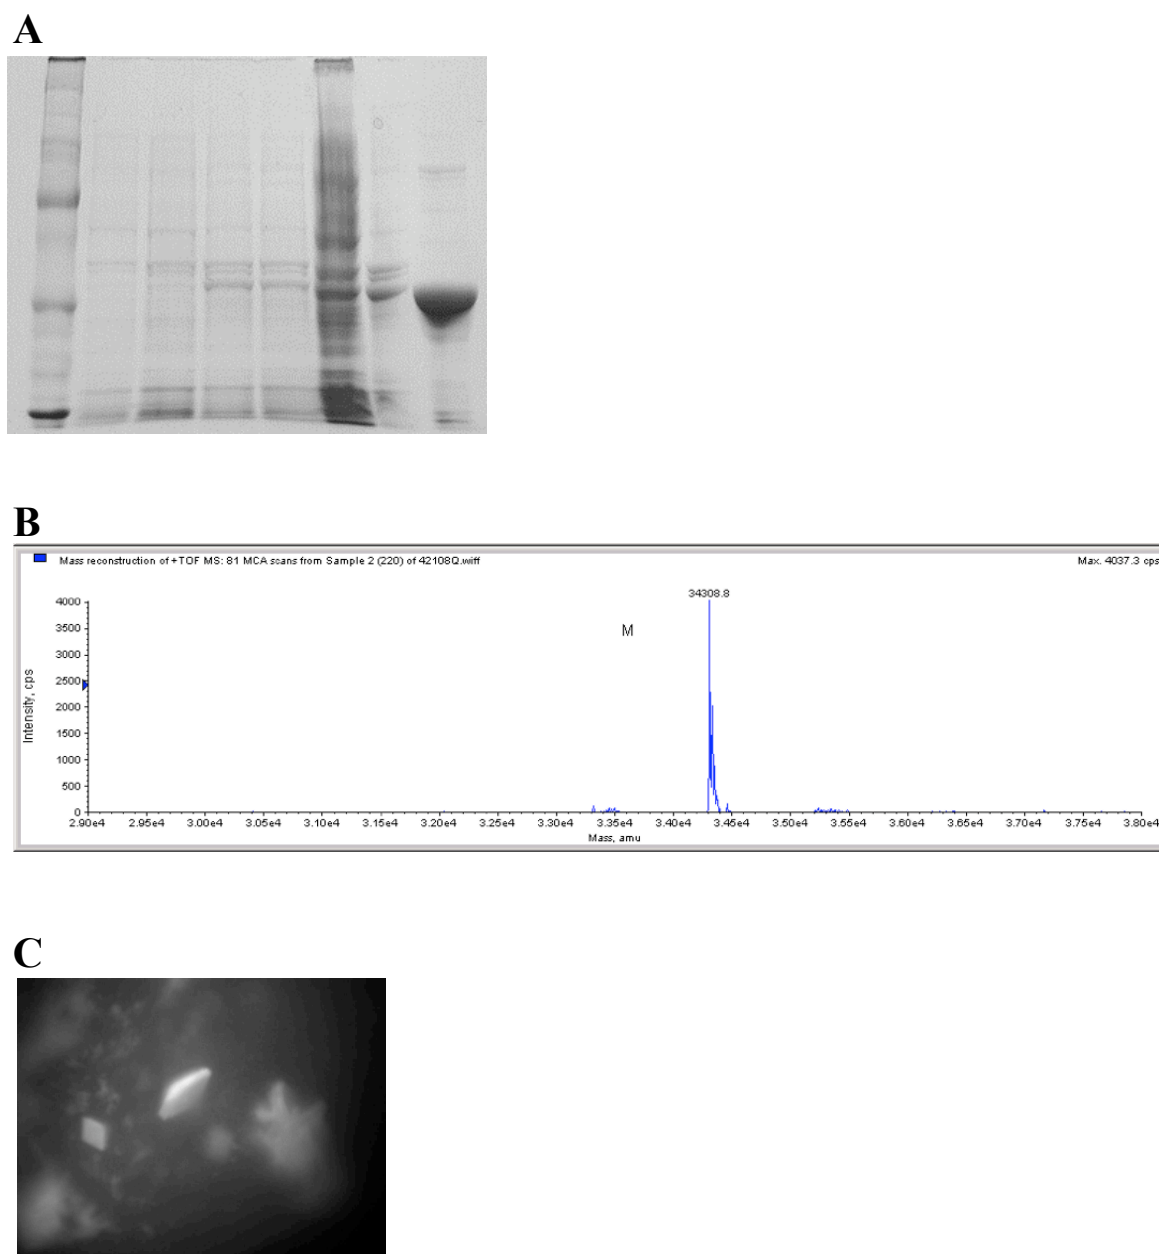 A
B
Mass reconstruction of +TOF MS: 81 MCA scans from Sample 2 (220) of 42108Q.wiff
Max. 4037.3 cps
34308.8
M
4000
3500
3000
2500
2000
1500
1000
500
0
Intensity, cps
2.90e4 2.95e4 3.00e4 3.05e4 3.10e4 3.15e4 3.20e4 3.25e4 3.30e4 3.35e4 3.40e4 3.45e4 3.50e4 3.55e4 3.60e4 3.65e4 3.70e4 3.75e4 3.80e4
Mass, amu
C